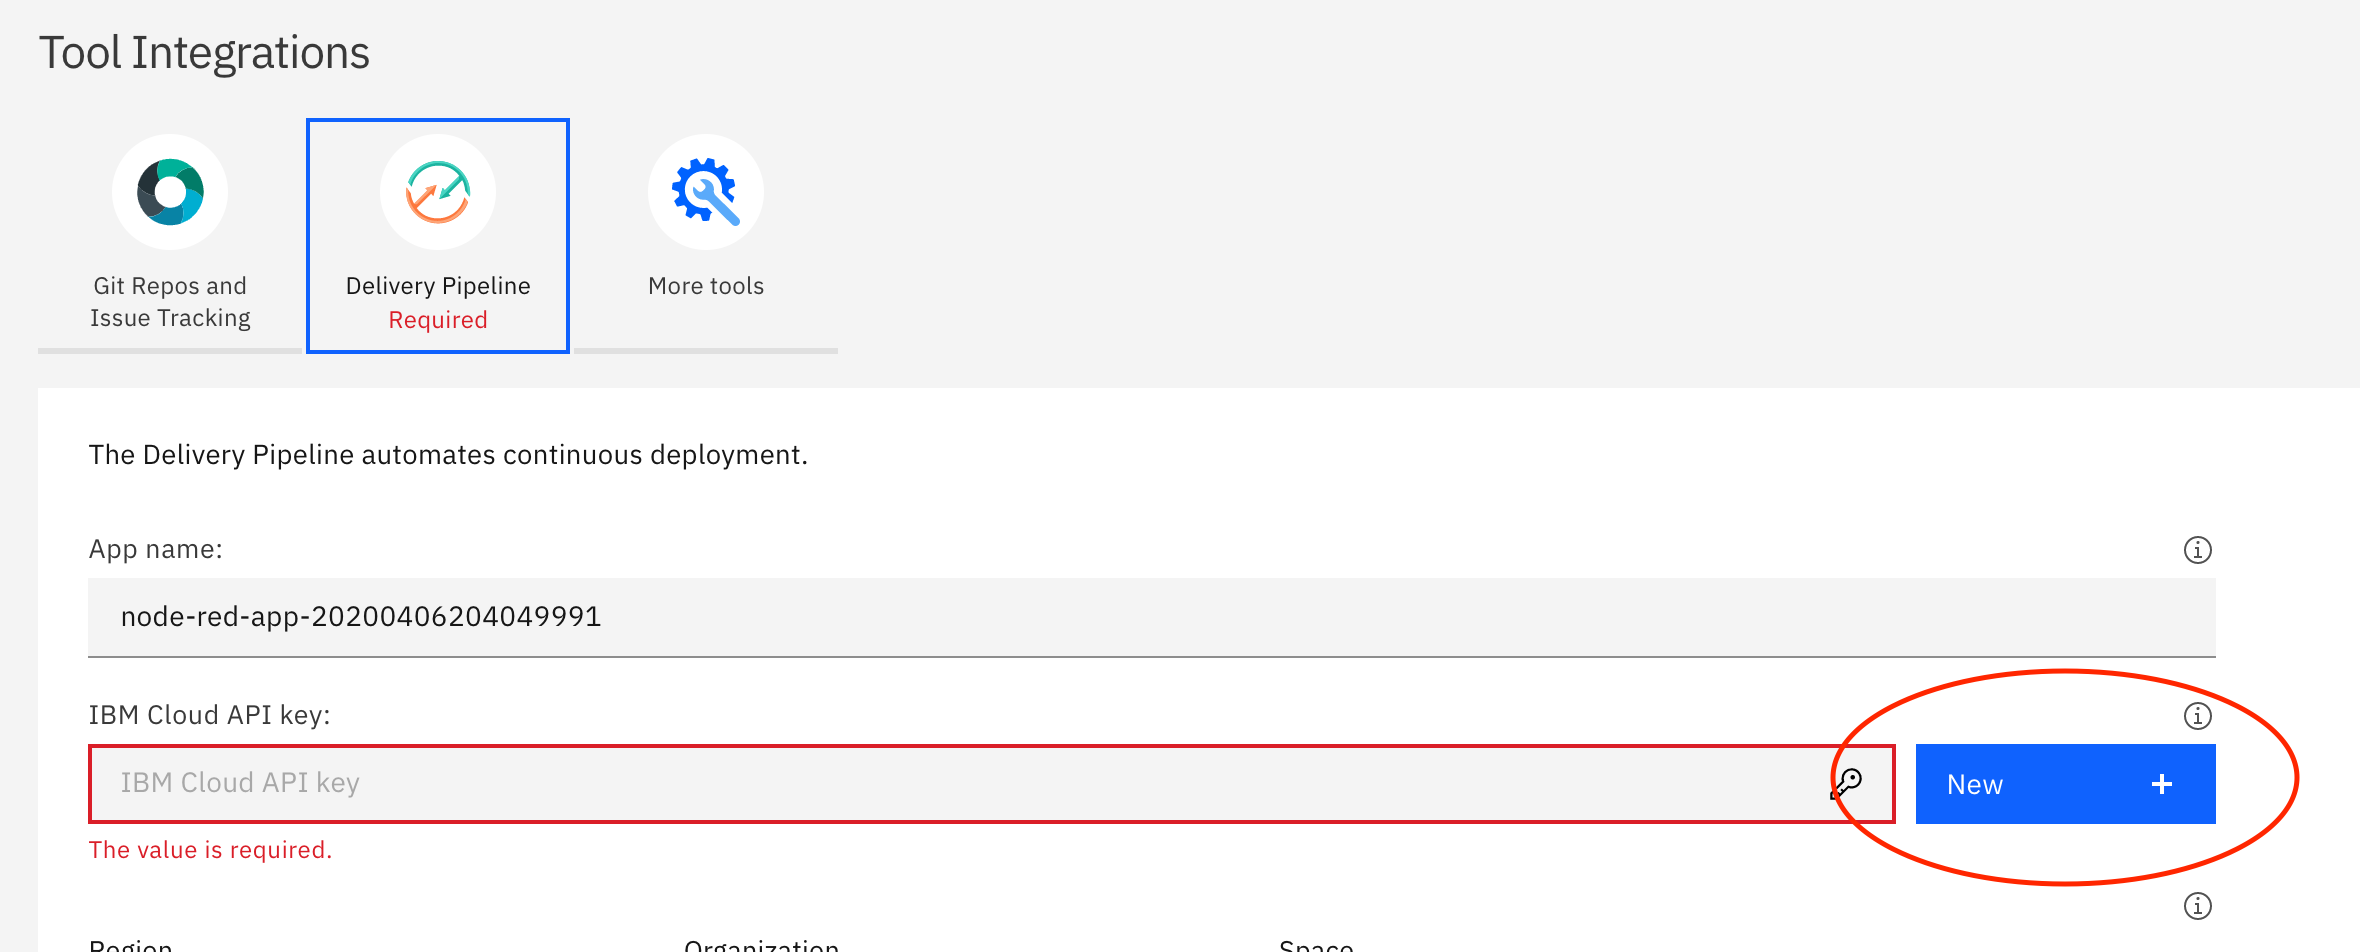 Tool Integrations
Git Repos and
Issue Tracking
Delivery Pipeline
Required
More tools
The Delivery Pipeline automates continuous deployment.
App name:
node-red-app-20200406204049991
IBM Cloud API key:
IBM Cloud API key
New +
The value is required.
Region Organization Space